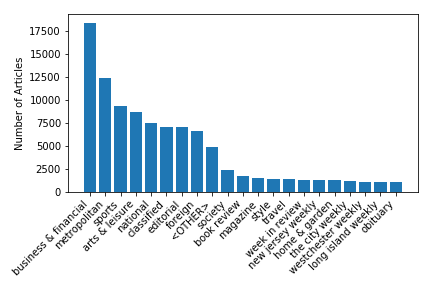 Number of Articles
17500
15000
12500
10000
7500
5000
2500
0
business & financial
metropolitan
sports
arts & leisure
national
classified
editorial
foreign
<OTHER>
society
book review
magazine
style
travel
week in review
new jersey weekly
home & garden
the city weekly
westchester weekly
long island weekly
obituary